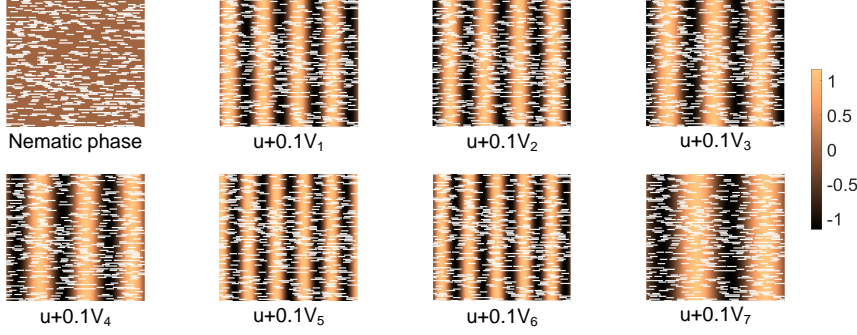 Nematic phase
u+0.1V₁
u+0.1V₂
u+0.1V₃
1
0.5
0
-0.5
-1
u+0.1V₄
u+0.1V₅
u+0.1V₆
u+0.1V₇